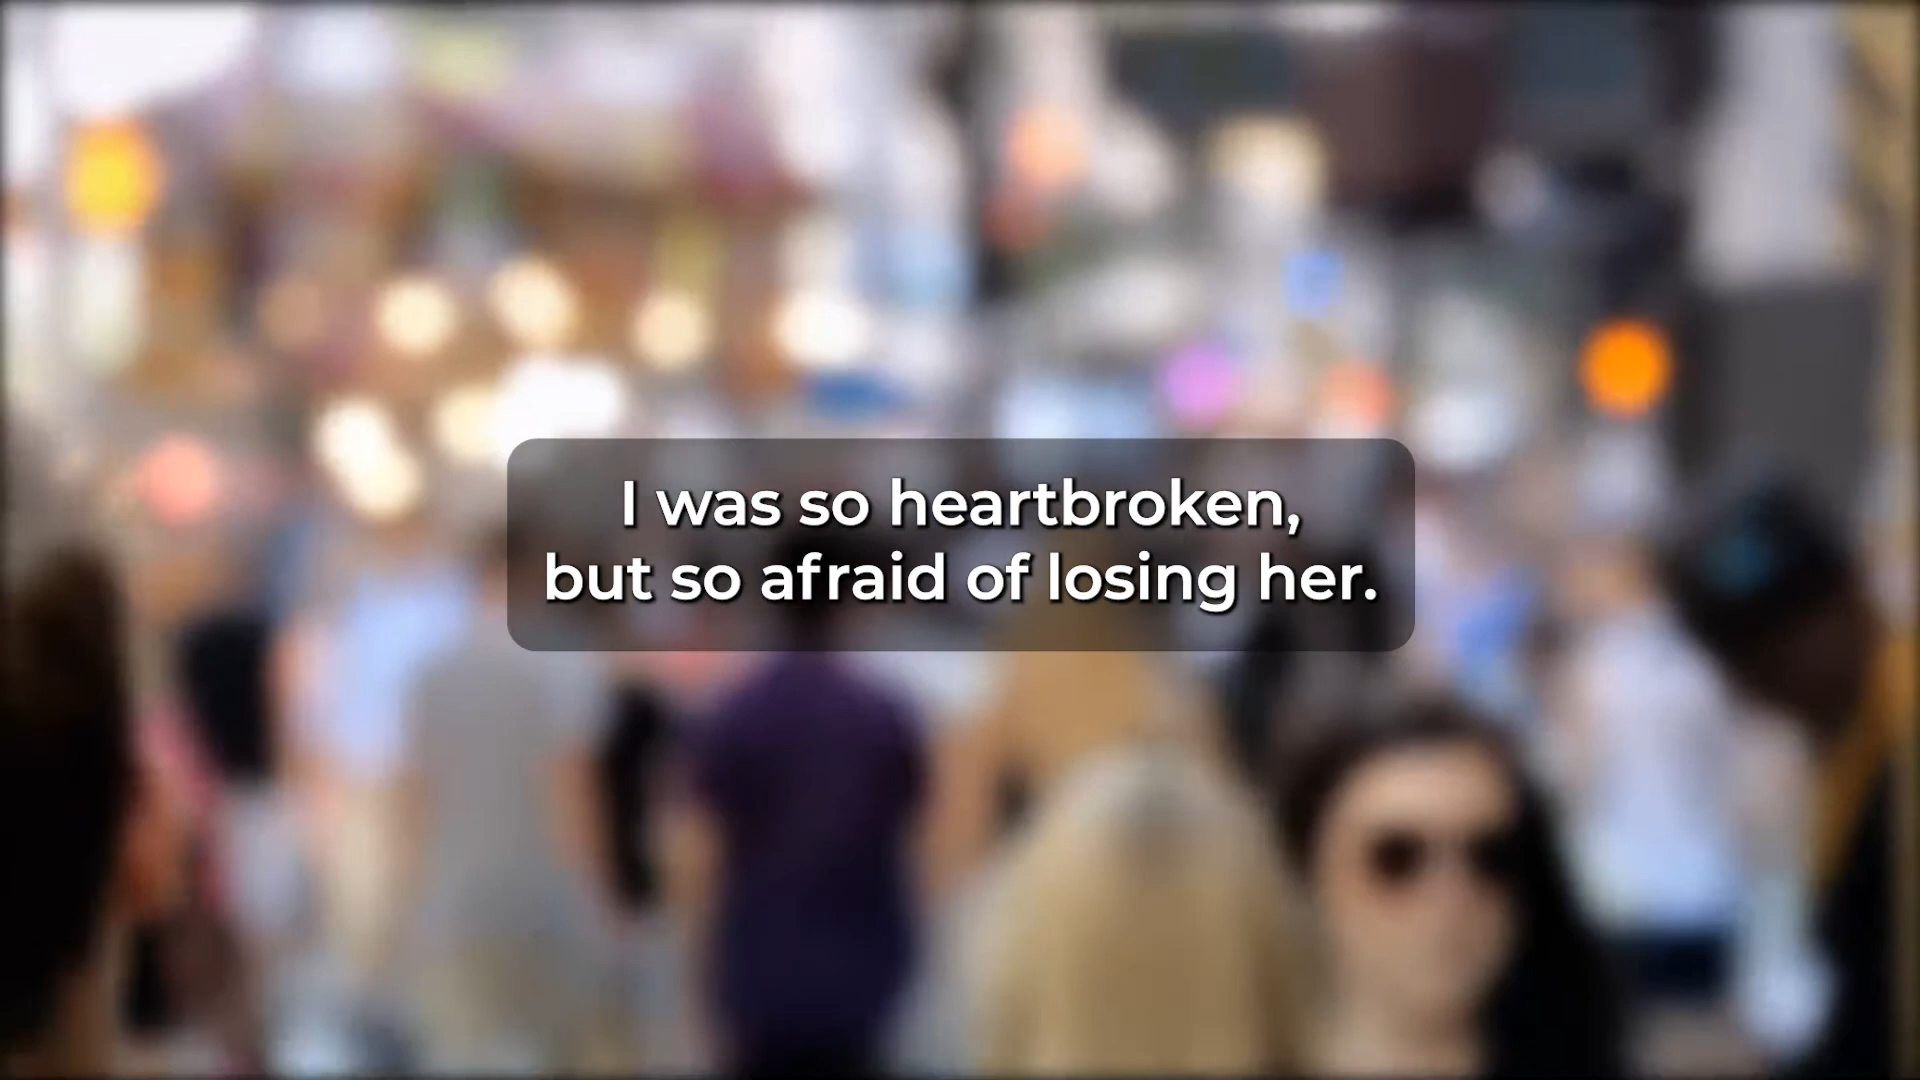 I was so heartbroken,
but so afraid of losing her.